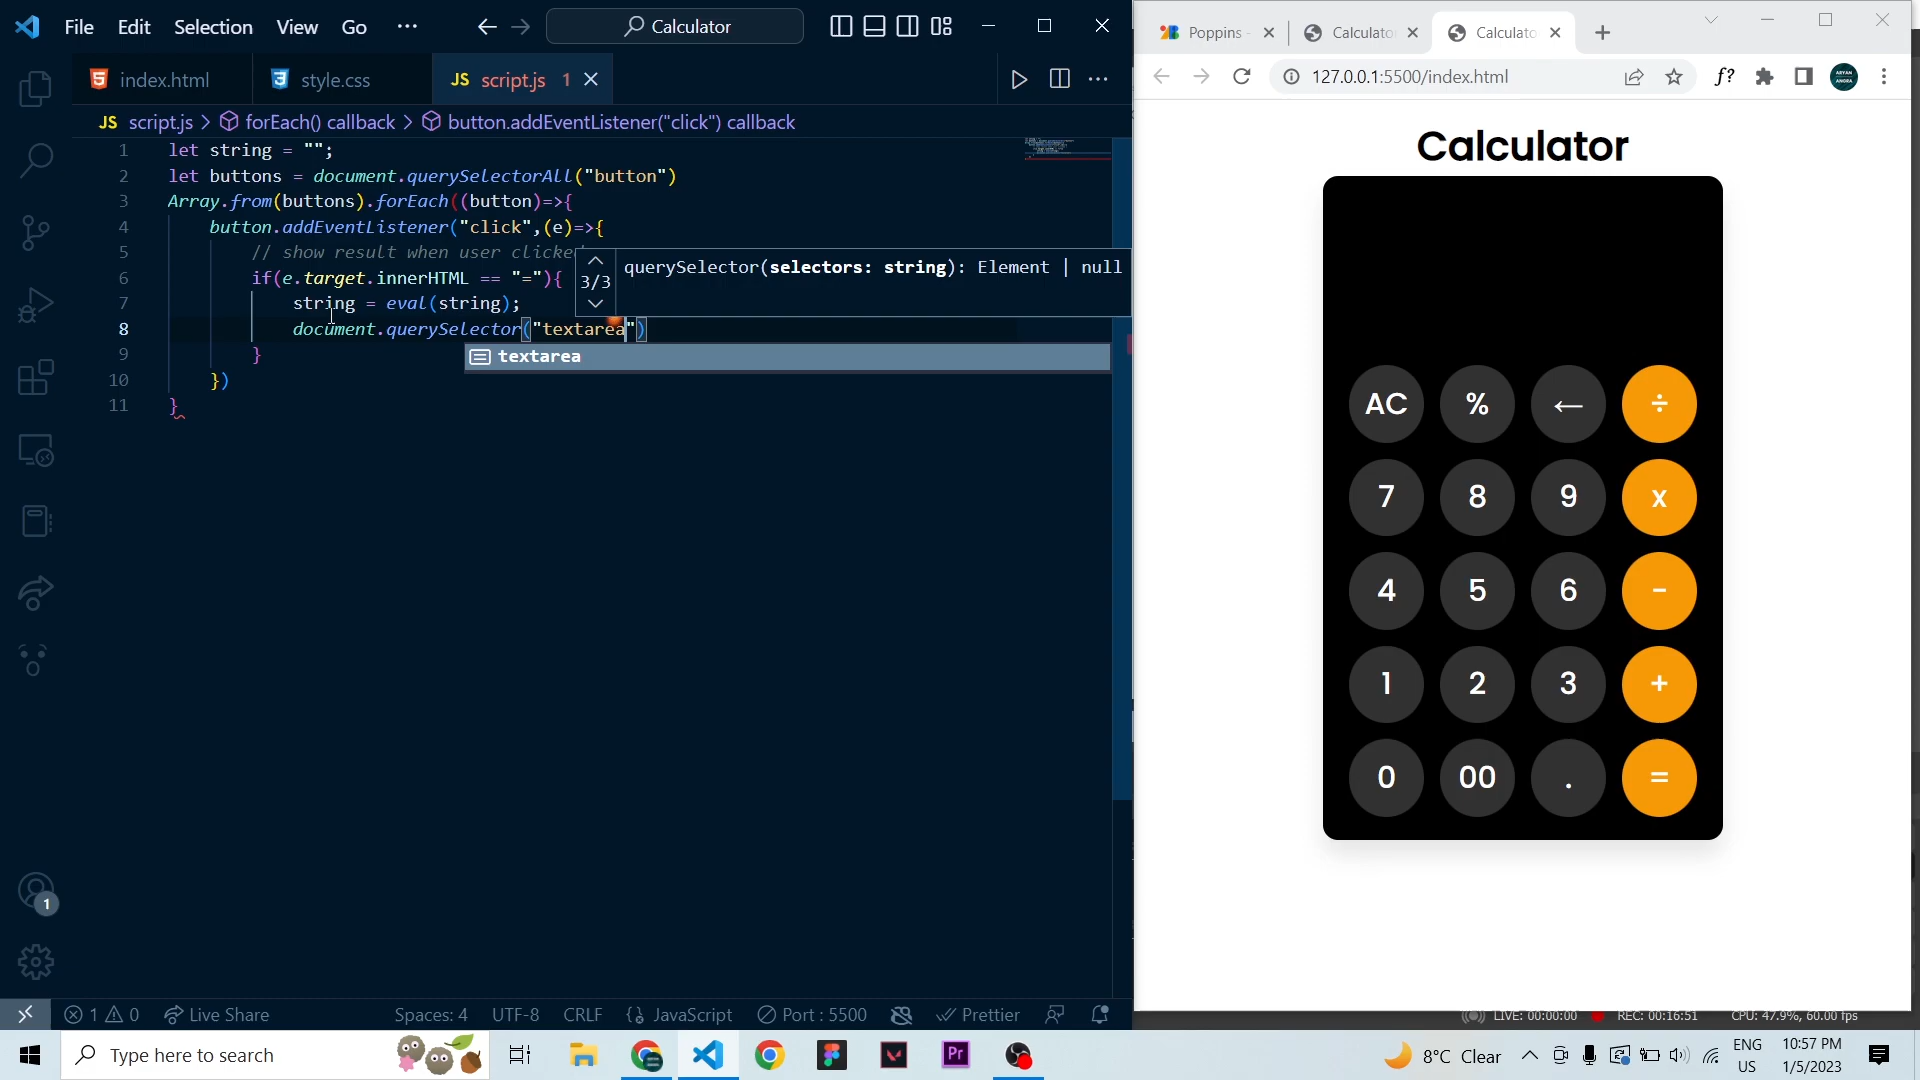 File Edit Selection View Go ··· Calculator
index.html style.css JS script.js 1
JS script.js > forEach() callback > button.addEventListener("click") callback
1 let string = "";
2 let buttons = document.querySelectorAll("button")
3 Array.from(buttons).forEach((button)=>{
4 button.addEventListener("click",(e)=>{
5 // show result when user clicke
6 if(e.target.innerHTML == "="){
7 string = eval(string);
8 document.querySelector("textarea")
9 }
10 })
11 }
3/3 querySelector(selectors: string): Element | null
textarea
1
1 0 Live Share Spaces: 4 UTF-8 CRLF {} JavaScript Port : 5500 Prettier
Poppins - Calculato Calculato
127.0.0.1:5500/index.html
f?
ARYAN
Calculator
AC % ← ÷
7 8 9 x
4 5 6 -
1 2 3 +
0 00 . =
LIVE: 00:00:00 REC: 00:16:51 CPU: 47.9%, 60.00 fps
Type here to search
Pr
8°C Clear
ENG
US
10:57 PM
1/5/2023